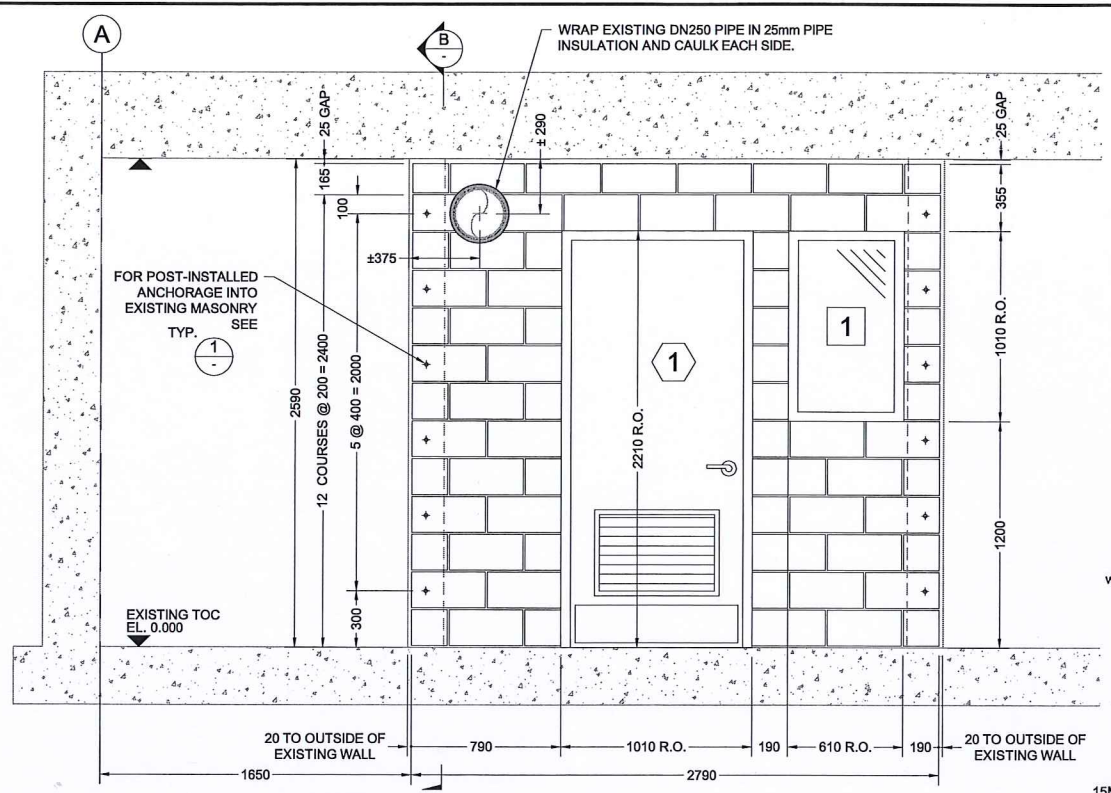 A
B
-
WRAP EXISTING DN250 PIPE IN 25mm PIPE
INSULATION AND CAULK EACH SIDE.
25 GAP
± 290
25 GAP
165
100
355
±375
FOR POST-INSTALLED
ANCHORAGE INTO
EXISTING MASONRY
SEE
TYP.
1
-
2590
12 COURSES @ 200 = 2400
5 @ 400 = 2000
300
1
1
2210 R.O.
1010 R.O.
1200
EXISTING TOC
EL. 0.000
20 TO OUTSIDE OF
EXISTING WALL
790
1010 R.O.
190
610 R.O.
190
20 TO OUTSIDE OF
EXISTING WALL
1650
2790